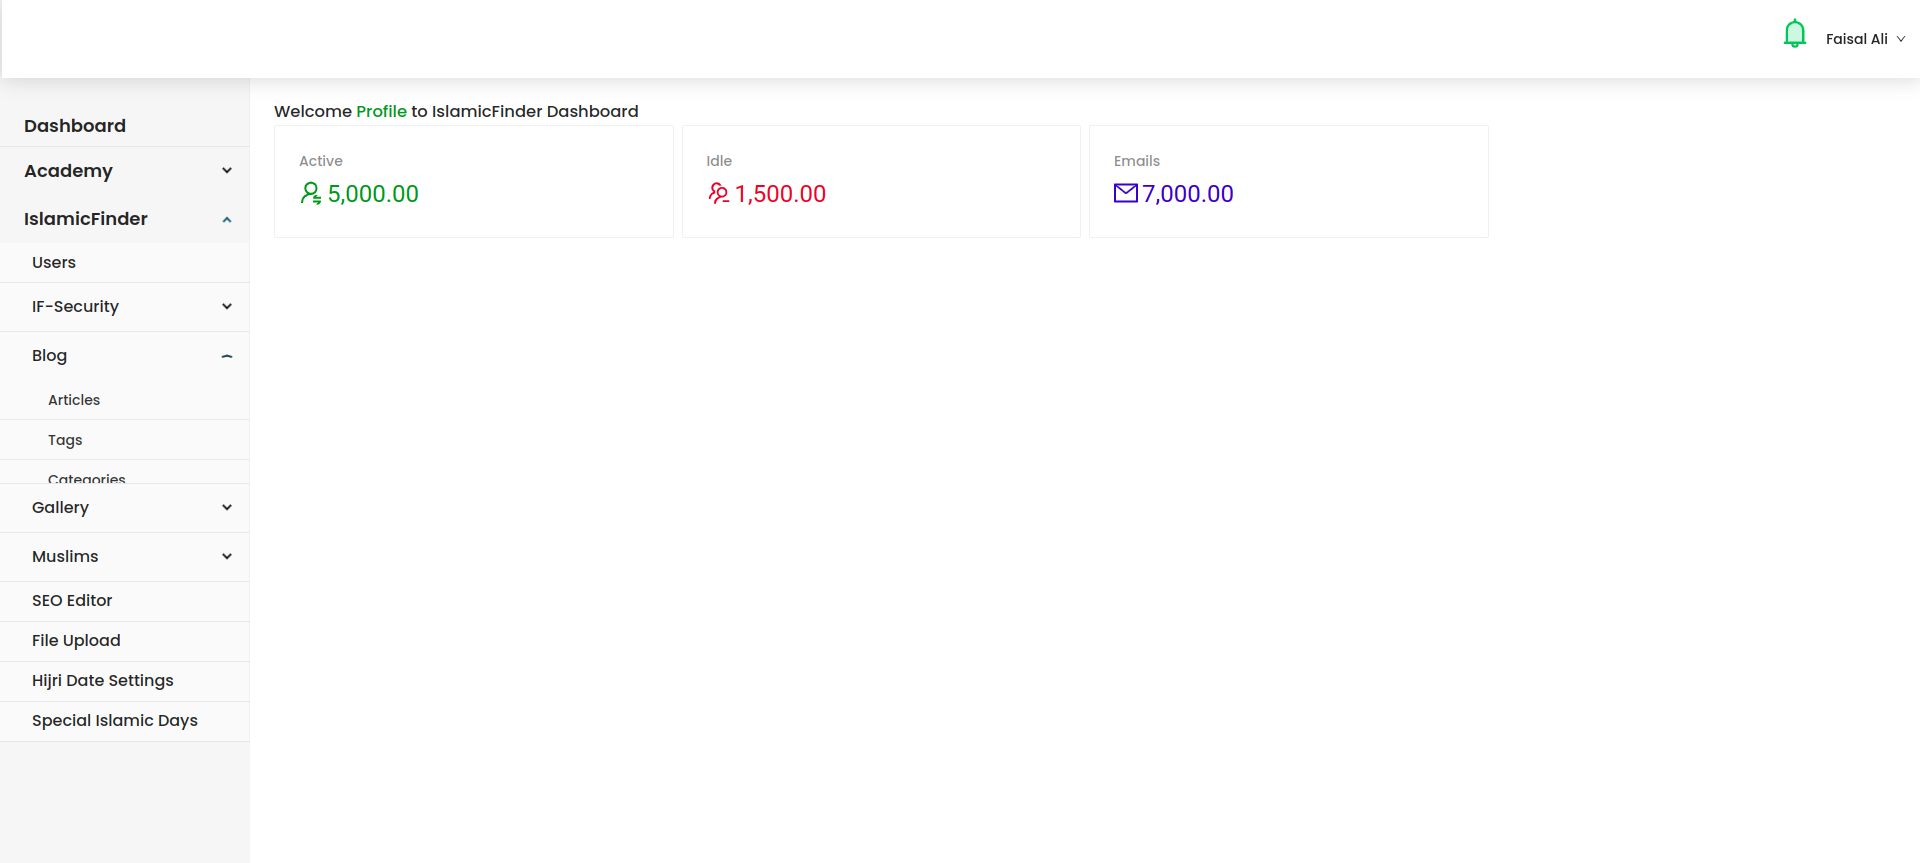 Faisal Ali
Dashboard
Academy
IslamicFinder
Users
IF-Security
Blog
Articles
Tags
Categories
Gallery
Muslims
SEO Editor
File Upload
Hijri Date Settings
Special Islamic Days
Welcome Profile to IslamicFinder Dashboard
Active
5,000.00
Idle
1,500.00
Emails
7,000.00